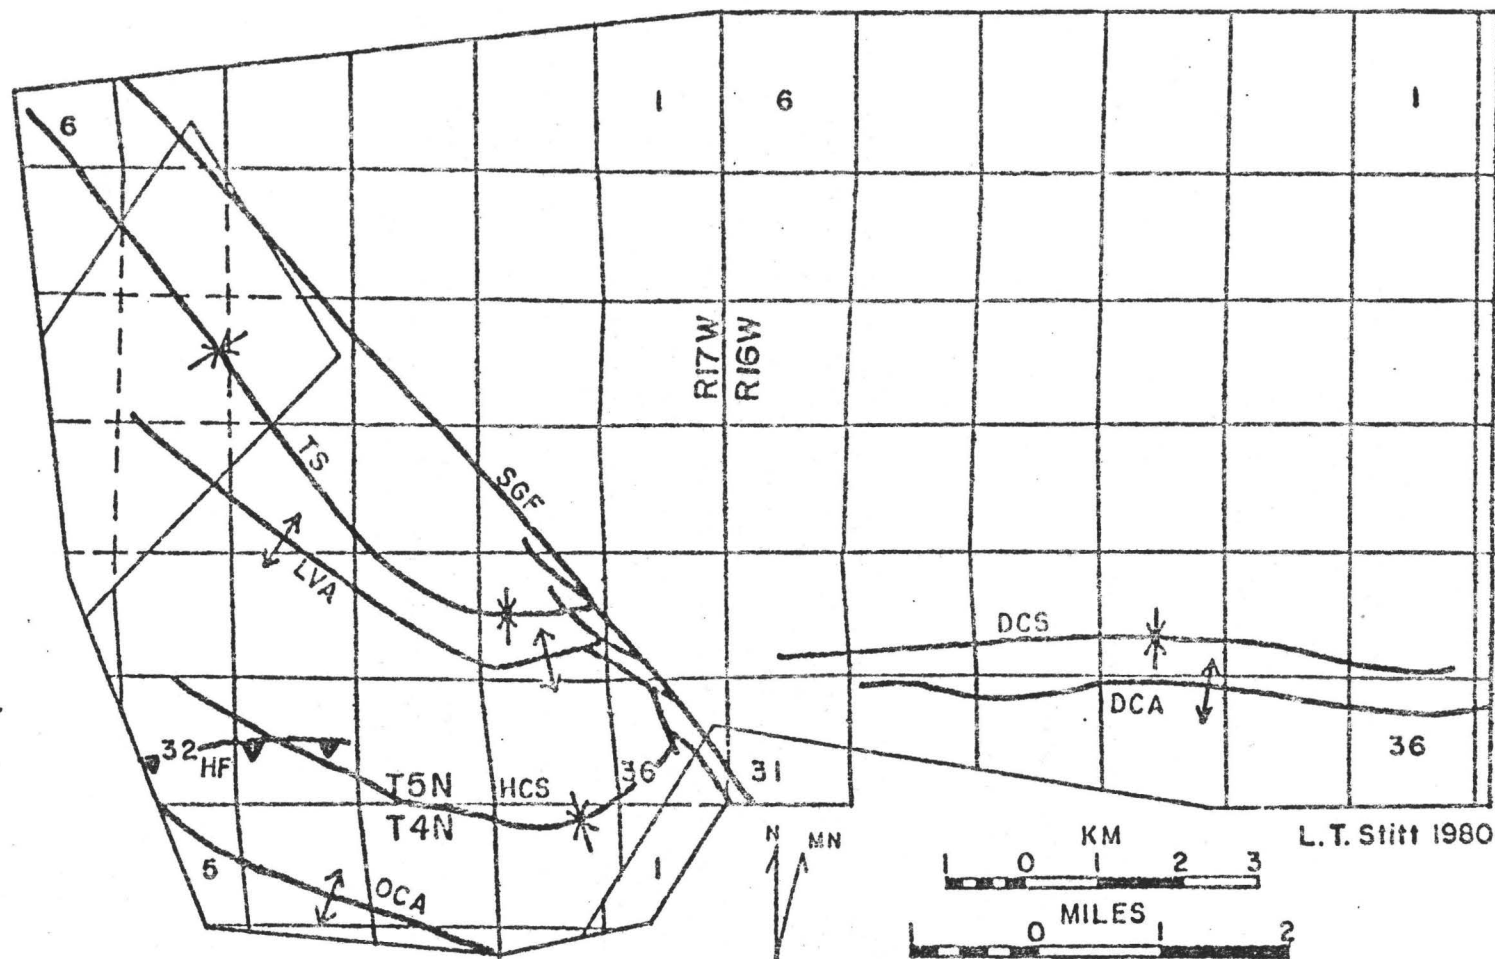 1
6
1
6
R17W
R16W
TS
SGF
LVA
DCS
DCA
32
HF
T5N
HCS
36
31
36
T4N
N
MN
KM
L.T. Stitt 1980
1 0 1 2 3
5
OCA
1
MILES
1 0 1 2